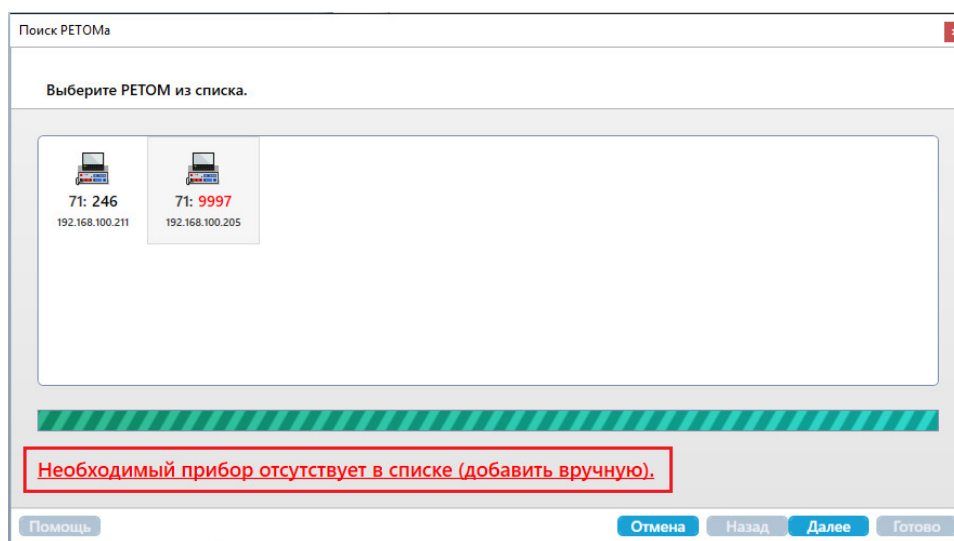 Поиск РЕТОМа
Выберите РЕТОМ из списка.
71: 246
192.168.100.211
71: 9997
192.168.100.205
Необходимый прибор отсутствует в списке (добавить вручную).
Помощь
Отмена
Назад
Далее
Готово